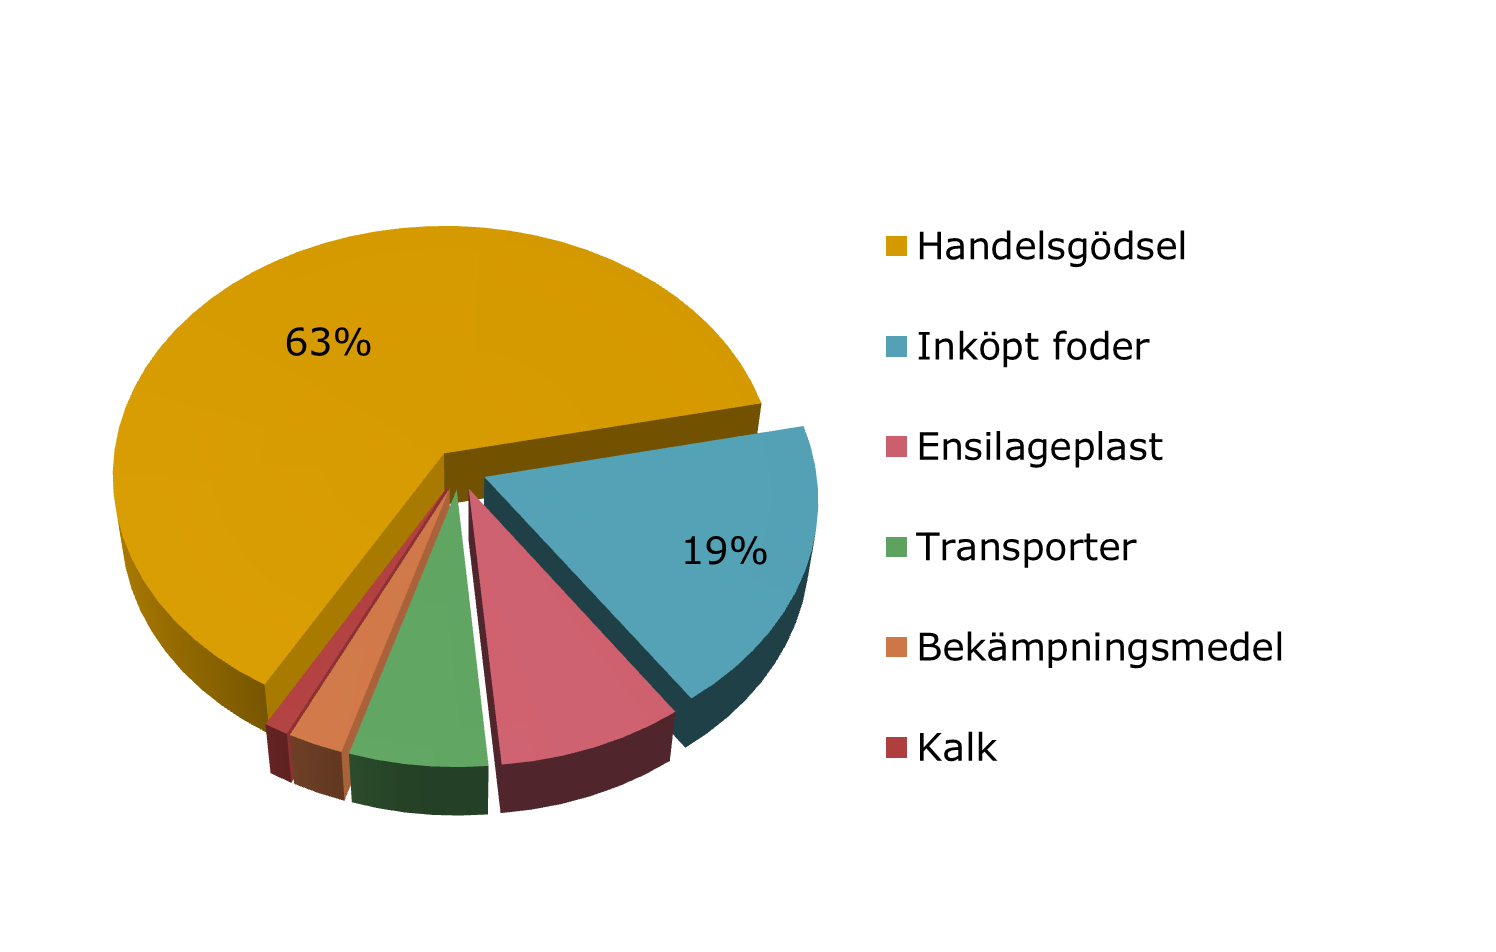 63%
19%
Handelsgödsel
Inköpt foder
Ensilageplast
Transporter
Bekämpningsmedel
Kalk